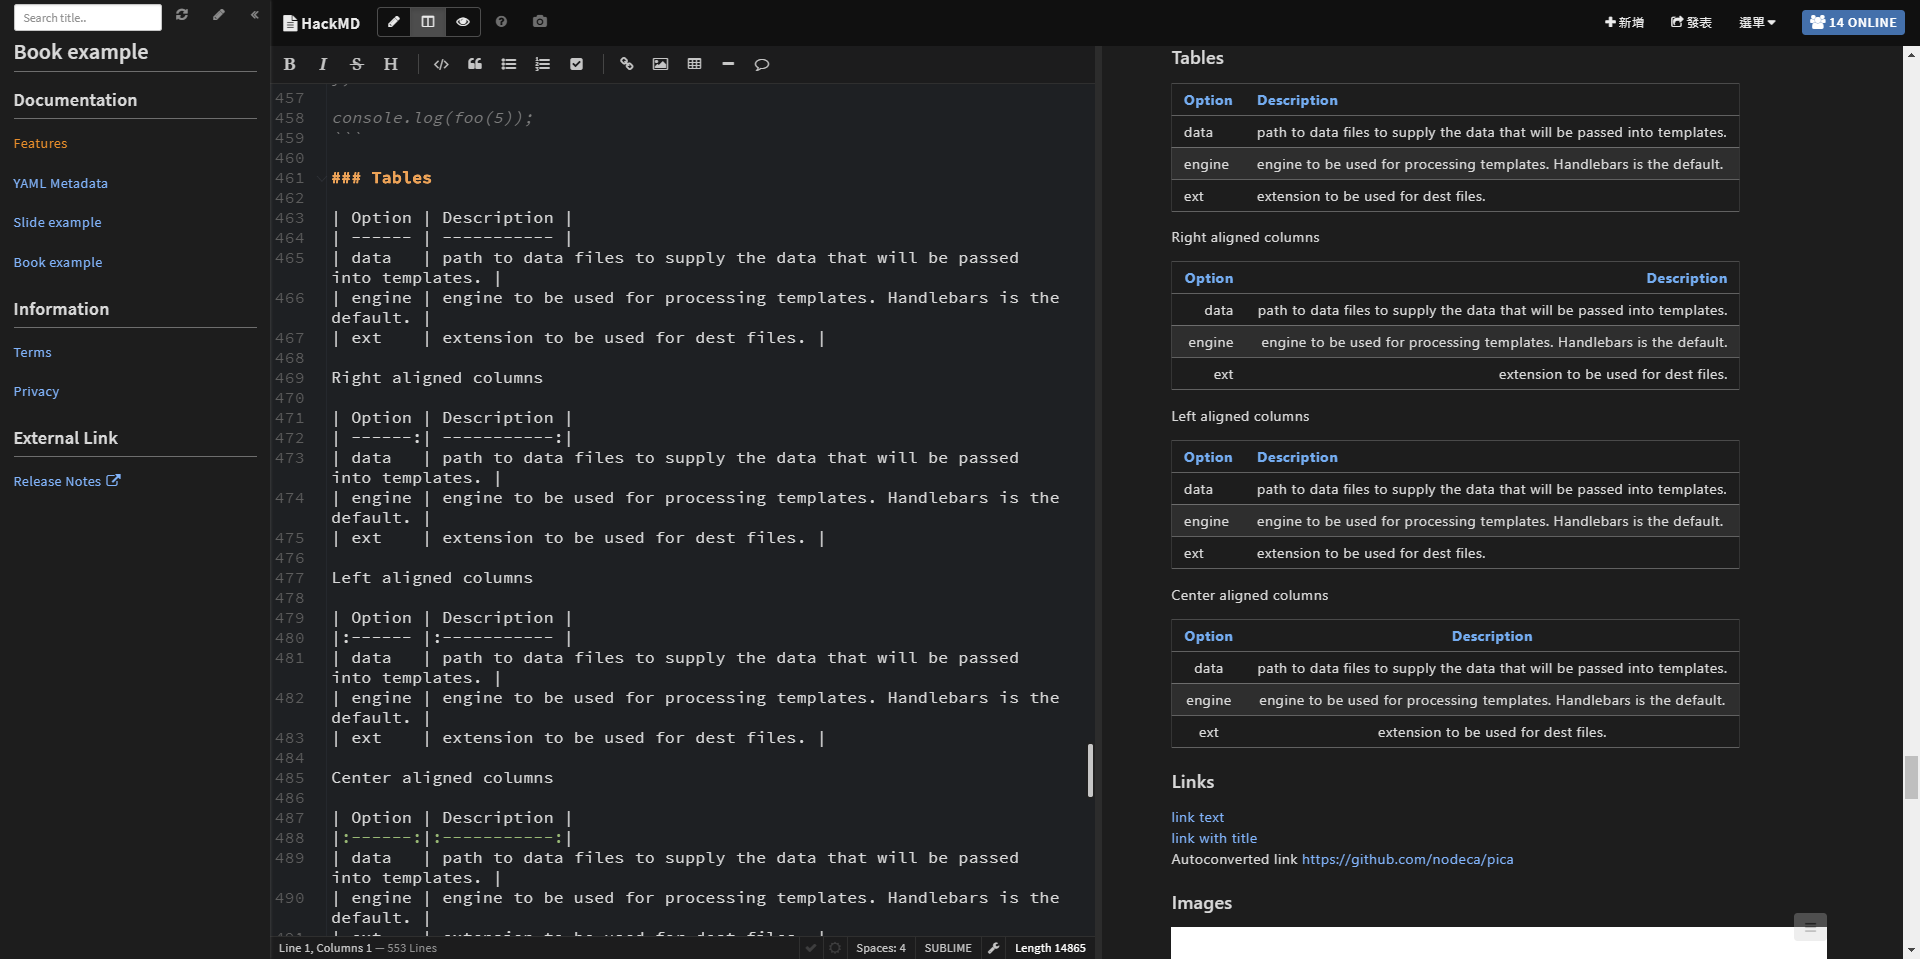 Search title..
Book example
Documentation
Features
YAML Metadata
Slide example
Book example
Information
Terms
Privacy
External Link
Release Notes
HackMD
新增
發表
選單
14 ONLINE
B I S H
457
458 console.log(foo(5));
459 ```
460
461 ### Tables
462
463 | Option | Description |
464 | ------ | ----------- |
465 | data   | path to data files to supply the data that will be passed
into templates. |
466 | engine | engine to be used for processing templates. Handlebars is the
default. |
467 | ext    | extension to be used for dest files. |
468
469 Right aligned columns
470
471 | Option | Description |
472 | ------:| -----------:|
473 | data   | path to data files to supply the data that will be passed
into templates. |
474 | engine | engine to be used for processing templates. Handlebars is the
default. |
475 | ext    | extension to be used for dest files. |
476
477 Left aligned columns
478
479 | Option | Description |
480 |:------ |:----------- |
481 | data   | path to data files to supply the data that will be passed
into templates. |
482 | engine | engine to be used for processing templates. Handlebars is the
default. |
483 | ext    | extension to be used for dest files. |
484
485 Center aligned columns
486
487 | Option | Description |
488 |:------:|:-----------:|
489 | data   | path to data files to supply the data that will be passed
into templates. |
490 | engine | engine to be used for processing templates. Handlebars is the
default. |
491 | ext    | extension to be used for dest files. |
Line 1, Columns 1 — 553 Lines
Spaces: 4
SUBLIME
Length 14865
Tables
Option Description
data path to data files to supply the data that will be passed into templates.
engine engine to be used for processing templates. Handlebars is the default.
ext extension to be used for dest files.
Right aligned columns
Option Description
data path to data files to supply the data that will be passed into templates.
engine engine to be used for processing templates. Handlebars is the default.
ext extension to be used for dest files.
Left aligned columns
Option Description
data path to data files to supply the data that will be passed into templates.
engine engine to be used for processing templates. Handlebars is the default.
ext extension to be used for dest files.
Center aligned columns
Option Description
data path to data files to supply the data that will be passed into templates.
engine engine to be used for processing templates. Handlebars is the default.
ext extension to be used for dest files.
Links
link text
link with title
Autoconverted link https://github.com/nodeca/pica
Images